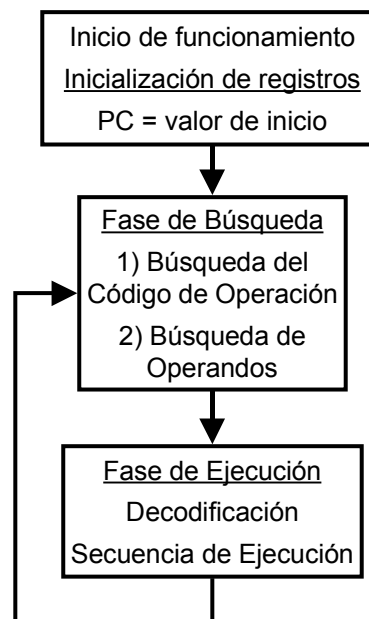 Inicio de funcionamiento
Inicialización de registros
PC = valor de inicio
Fase de Búsqueda
1) Búsqueda del
Código de Operación
2) Búsqueda de
Operandos
Fase de Ejecución
Decodificación
Secuencia de Ejecución